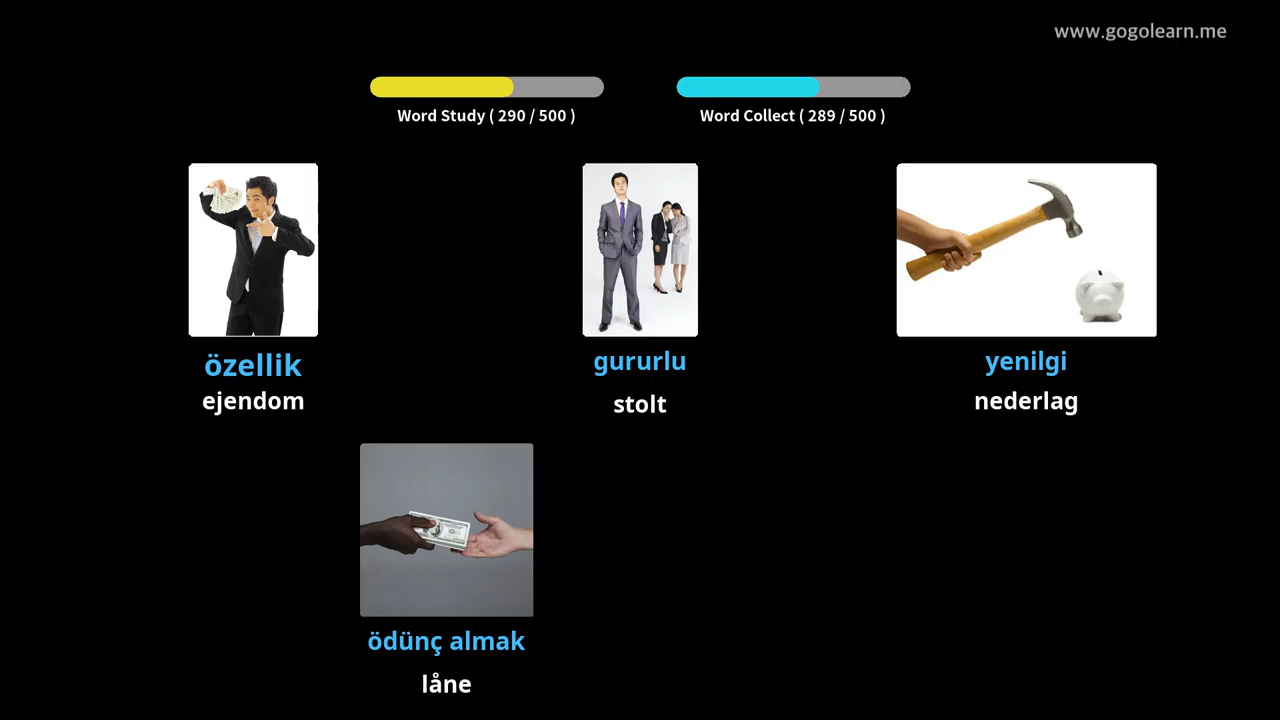 www.gogolearn.me
Word Study ( 290 / 500 )
Word Collect ( 289 / 500 )
özellik
ejendom
gururlu
stolt
yenilgi
nederlag
ödünç almak
låne